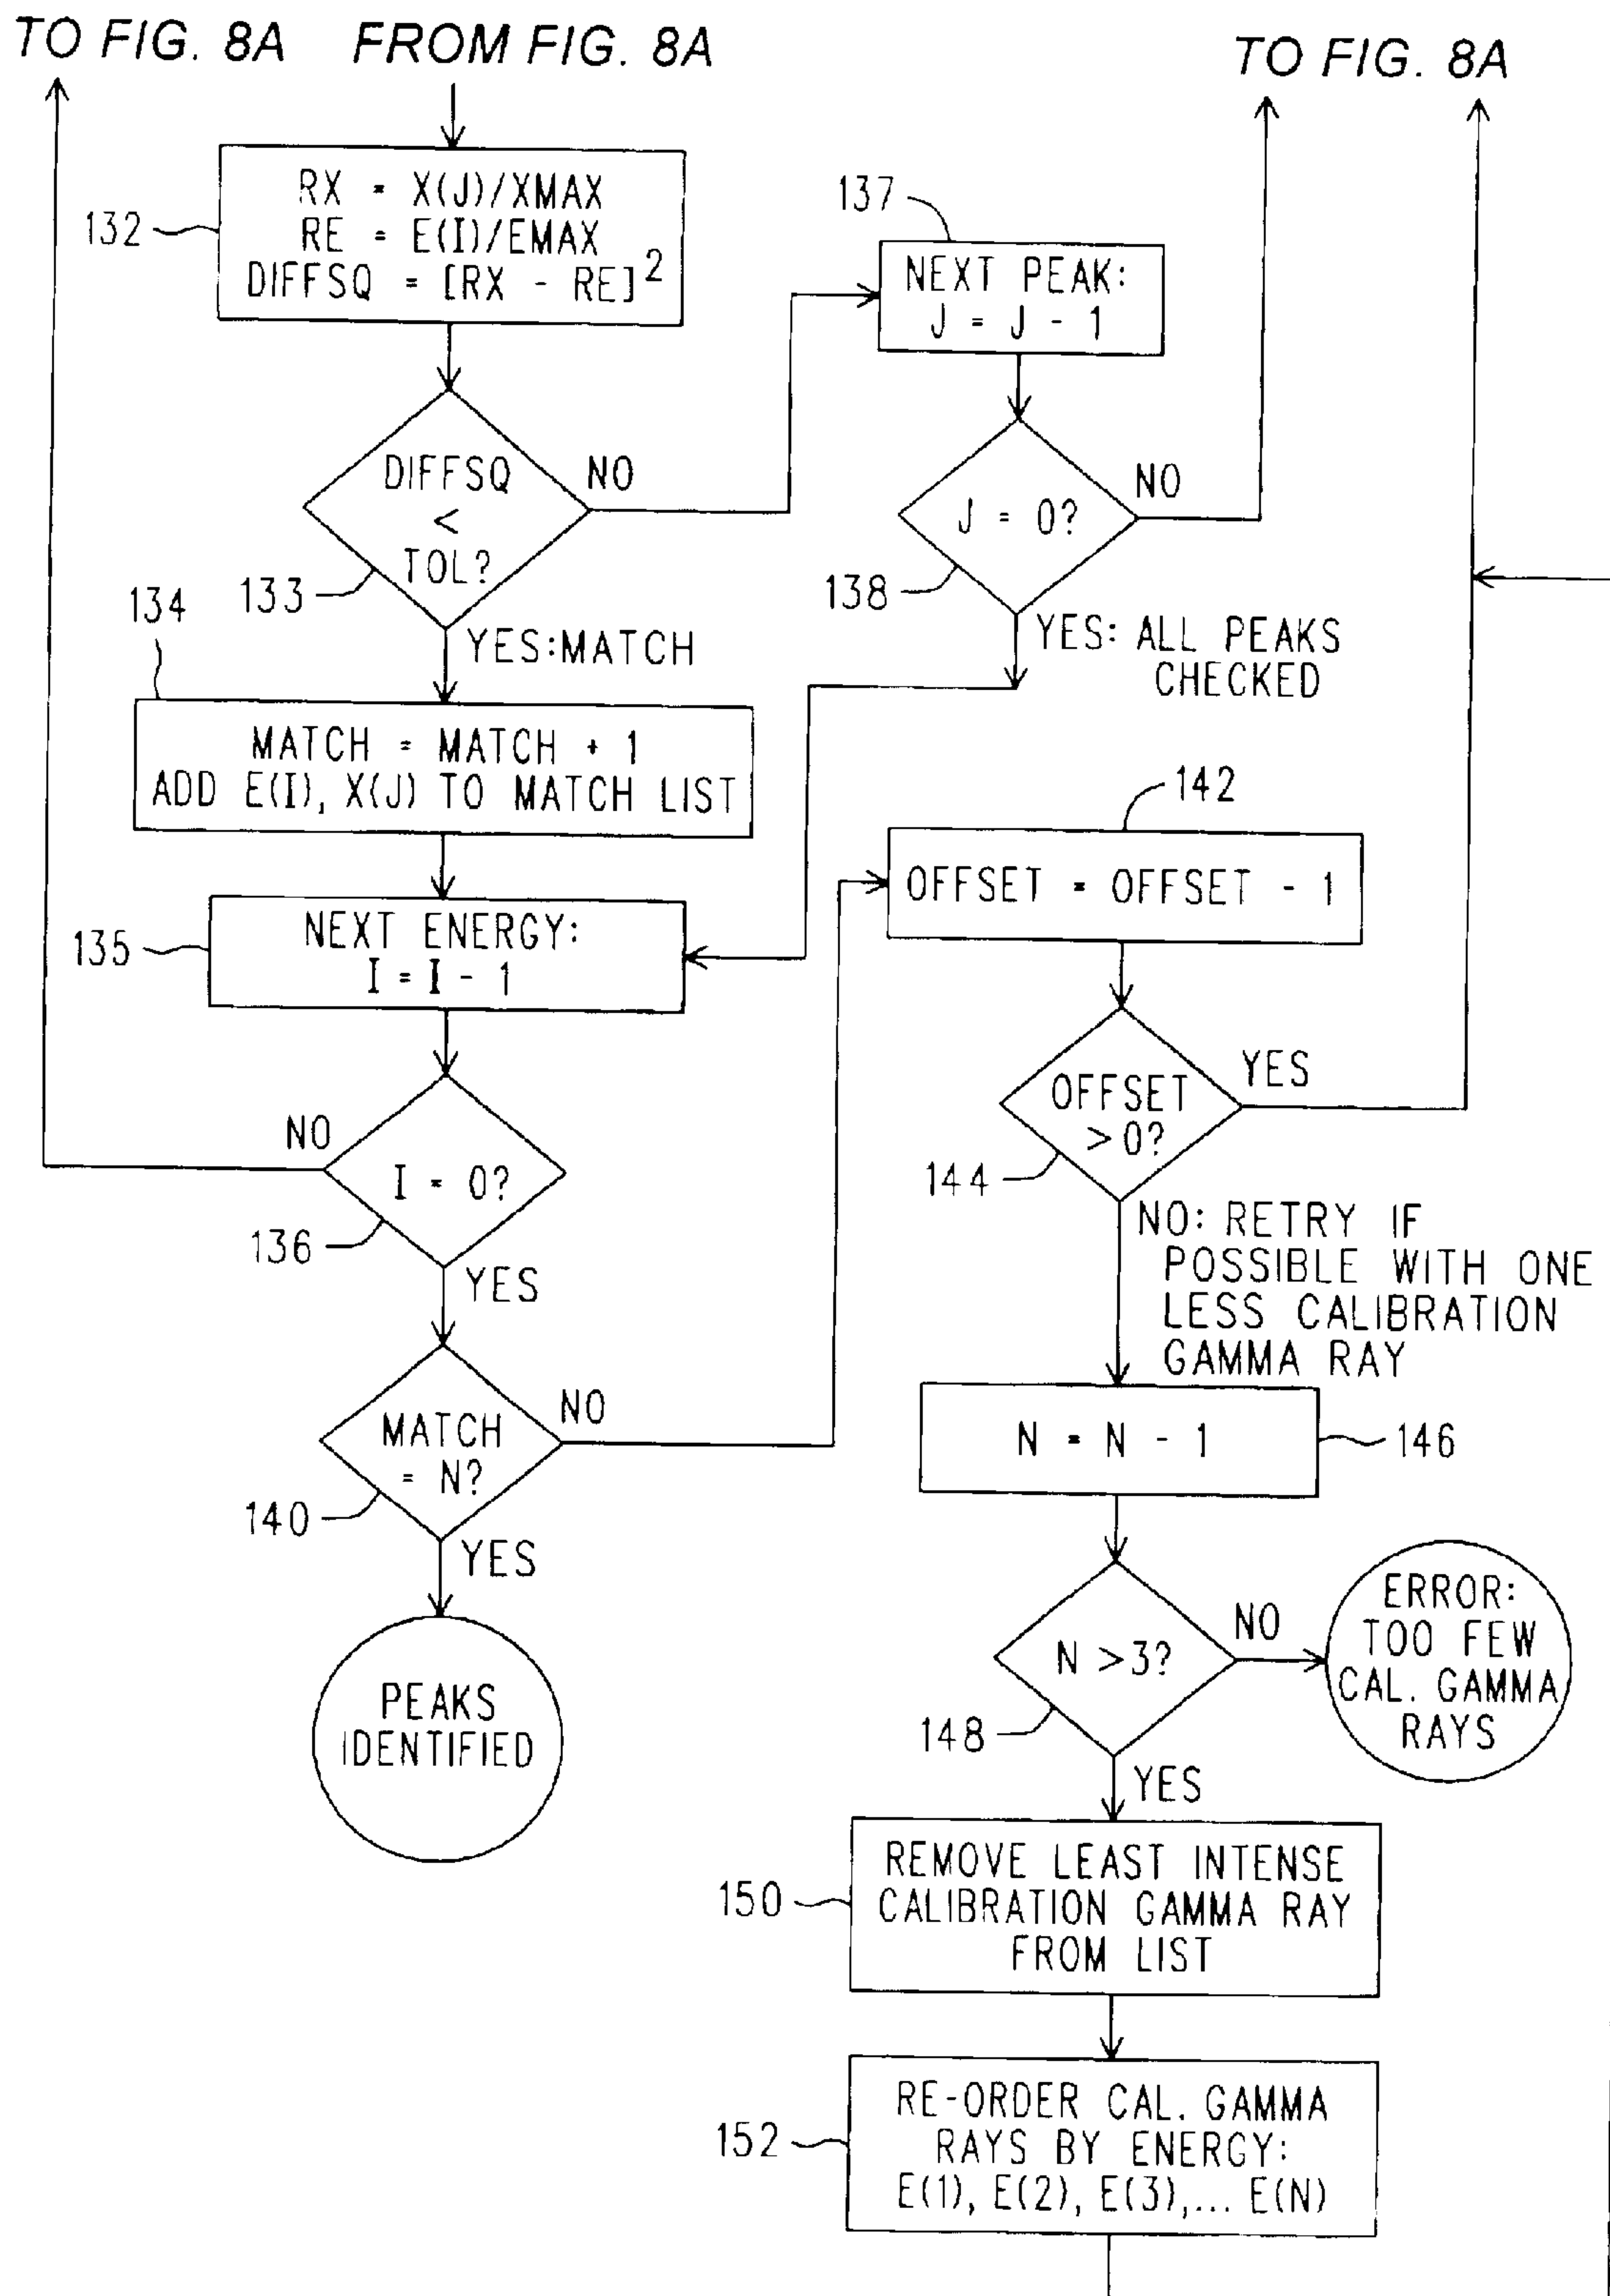 TO FIG. 8A
FROM FIG. 8A
TO FIG. 8A
132
RX = X(J)/XMAX
RE = E(I)/EMAX
DIFFSQ = [RX - RE]2
137
NEXT PEAK:
J = J - 1
DIFFSQ
<
TOL?
NO
133
YES:MATCH
J = 0?
NO
138
YES: ALL PEAKS
CHECKED
134
MATCH = MATCH + 1
ADD E(I), X(J) TO MATCH LIST
135
NEXT ENERGY:
I = I - 1
142
OFFSET = OFFSET - 1
NO
I = 0?
136
YES
OFFSET
> 0?
YES
144
NO: RETRY IF
POSSIBLE WITH ONE
LESS CALIBRATION
GAMMA RAY
MATCH
= N?
NO
140
YES
N = N - 1
146
PEAKS
IDENTIFIED
N > 3?
NO
148
YES
ERROR:
TOO FEW
CAL. GAMMA
RAYS
150
REMOVE LEAST INTENSE
CALIBRATION GAMMA RAY
FROM LIST
152
RE-ORDER CAL. GAMMA
RAYS BY ENERGY:
E(1), E(2), E(3),... E(N)